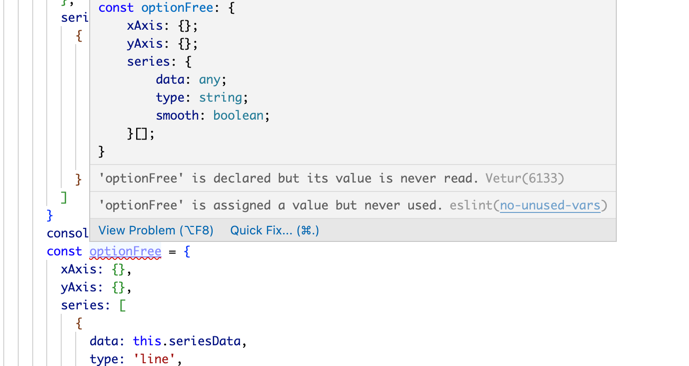 },
seri
{
const optionFree: {
xAxis: {};
yAxis: {};
series: {
data: any;
type: string;
smooth: boolean;
}[];
}
'optionFree' is declared but its value is never read. Vetur(6133)
'optionFree' is assigned a value but never used. eslint(no-unused-vars)
View Problem (⌥F8) Quick Fix... (⌘.)
}
]
}
consol
const optionFree = {
xAxis: {},
yAxis: {},
series: [
{
data: this.seriesData,
type: 'line',